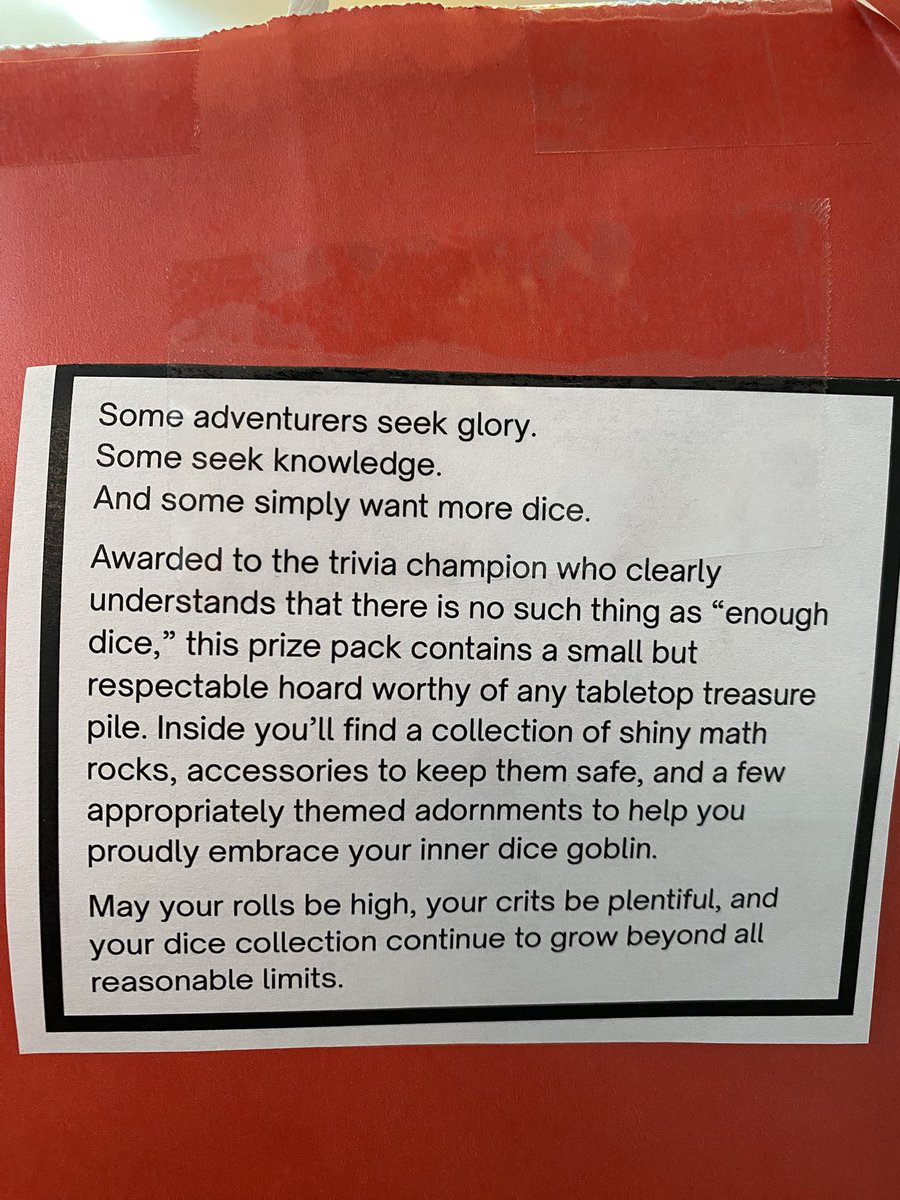 Some adventurers seek glory.
Some seek knowledge.
And some simply want more dice.
Awarded to the trivia champion who clearly
understands that there is no such thing as “enough
dice,” this prize pack contains a small but
respectable hoard worthy of any tabletop treasure
pile. Inside you’ll find a collection of shiny math
rocks, accessories to keep them safe, and a few
appropriately themed adornments to help you
proudly embrace your inner dice goblin.
May your rolls be high, your crits be plentiful, and
your dice collection continue to grow beyond all
reasonable limits.